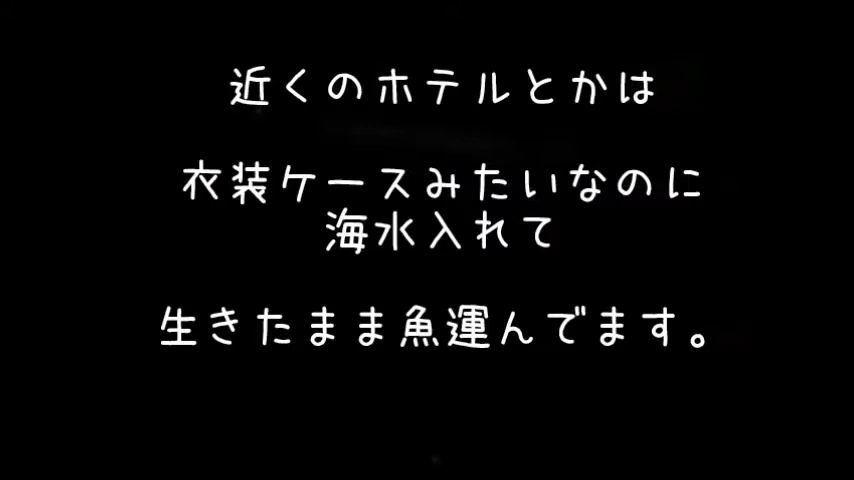 近くのホテルとかは
衣装ケースみたいなのに
海水入れて
生きたまま魚運んでます。